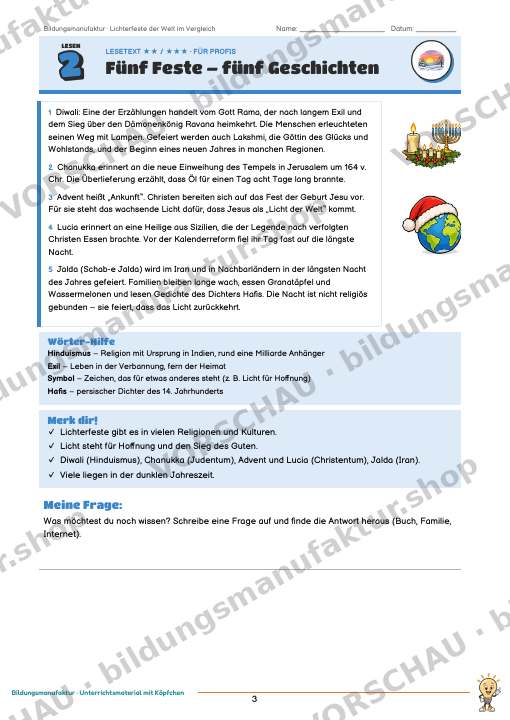 Bildungsmanufaktur · Lichterfeste der Welt im Vergleich
Name: Datum:
LESEN
2
LESETEXT ★★ / ★★★ · FÜR PROFIS
Fünf Feste – fünf Geschichten
1 Diwali: Eine der Erzählungen handelt vom Gott Rama, der nach langem Exil und
dem Sieg über den Dämonenkönig Ravana heimkehrt. Die Menschen erleuchteten
seinen Weg mit Lampen. Gefeiert werden auch Lakshmi, die Göttin des Glücks und
Wohlstands, und der Beginn eines neuen Jahres in manchen Regionen.
2 Chanukka erinnert an die neue Einweihung des Tempels in Jerusalem um 164 v.
Chr. Die Überlieferung erzählt, dass Öl für einen Tag acht Tage lang brannte.
3 Advent heißt „Ankunft“. Christen bereiten sich auf das Fest der Geburt Jesu vor.
Für sie steht das wachsende Licht dafür, dass Jesus als „Licht der Welt“ kommt.
4 Lucia erinnert an eine Heilige aus Sizilien, die der Legende nach verfolgten
Christen Essen brachte. Vor der Kalenderreform fiel ihr Tag fast auf die längste
Nacht.
5 Jalda (Schab-e Jalda) wird im Iran und in Nachbarländern in der längsten Nacht
des Jahres gefeiert. Familien bleiben lange wach, essen Granatäpfel und
Wassermelonen und lesen Gedichte des Dichters Hafis. Die Nacht ist nicht religiös
gebunden – sie feiert, dass das Licht zurückkehrt.
Wörter-Hilfe
Hinduismus – Religion mit Ursprung in Indien, rund eine Milliarde Anhänger
Exil – Leben in der Verbannung, fern der Heimat
Symbol – Zeichen, das für etwas anderes steht (z. B. Licht für Hoffnung)
Hafis – persischer Dichter des 14. Jahrhunderts
Merk dir!
✓ Lichterfeste gibt es in vielen Religionen und Kulturen.
✓ Licht steht für Hoffnung und den Sieg des Guten.
✓ Diwali (Hinduismus), Chanukka (Judentum), Advent und Lucia (Christentum), Jalda (Iran).
✓ Viele liegen in der dunklen Jahreszeit.
Meine Frage:
Was möchtest du noch wissen? Schreibe eine Frage auf und finde die Antwort heraus (Buch, Familie,
Internet).
Bildungsmanufaktur · Unterrichtsmaterial mit Köpfchen
3
VORSCHAU · bildungsmanufaktur.shop